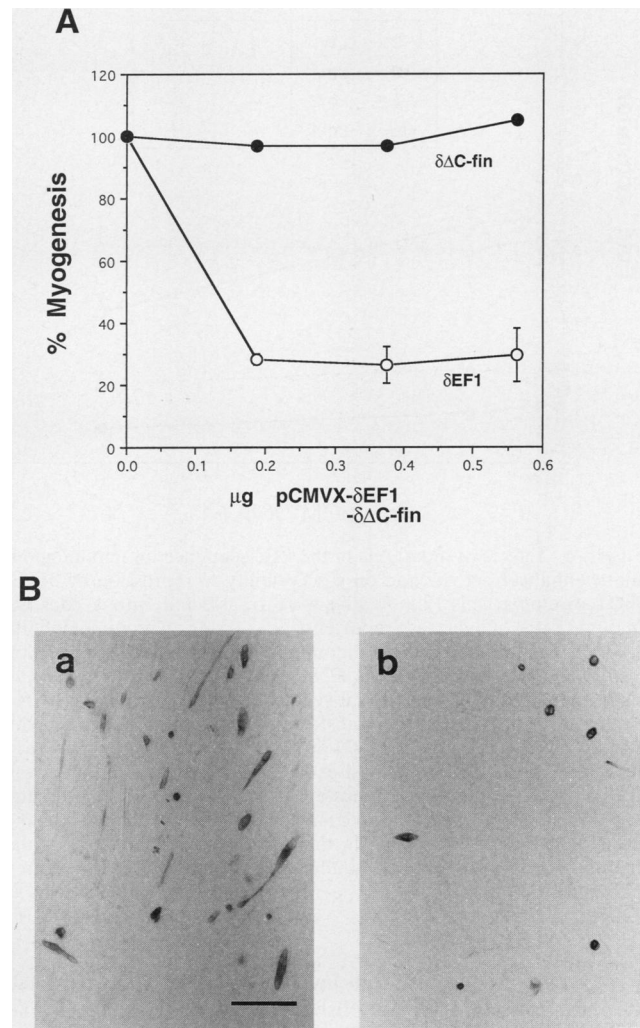 A
120
100
80
60
40
20
0
% Myogenesis
δΔC-fin
δEF1
0.0 0.1 0.2 0.3 0.4 0.5 0.6
μg pCMVX-δEF1
-δΔC-fin
B
a
b